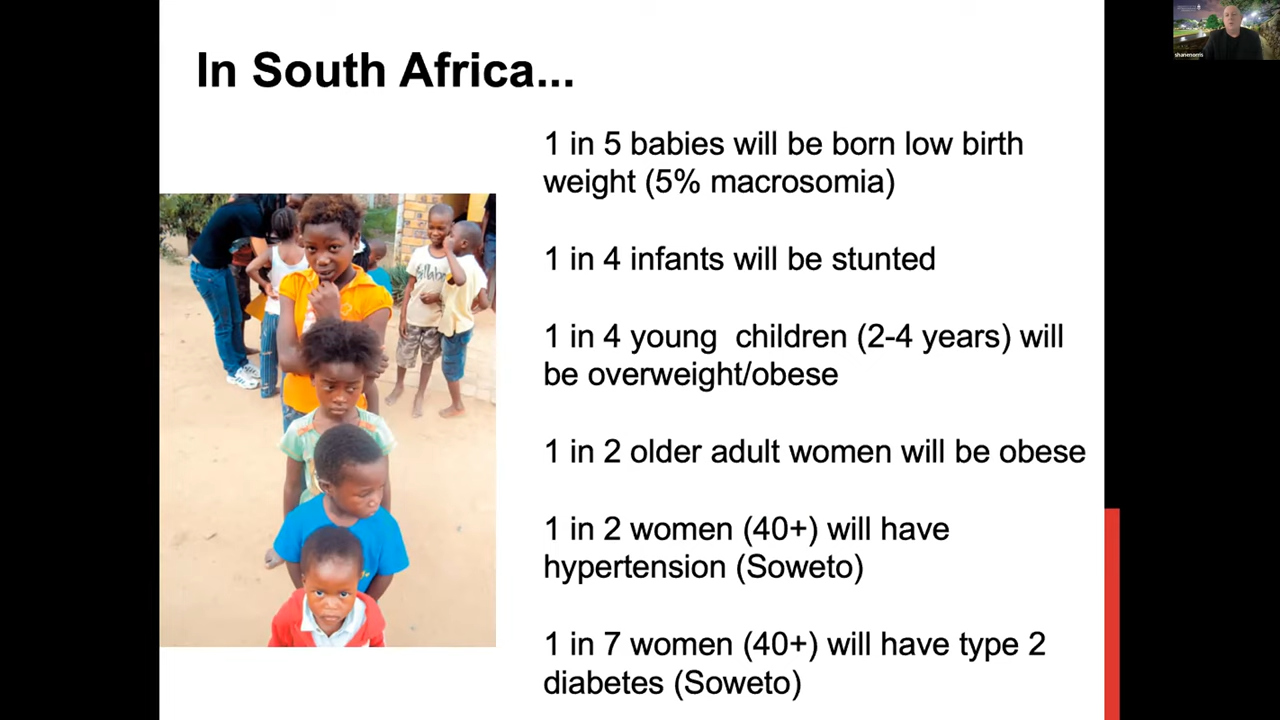 In South Africa...
1 in 5 babies will be born low birth
weight (5% macrosomia)
1 in 4 infants will be stunted
1 in 4 young  children (2-4 years) will
be overweight/obese
1 in 2 older adult women will be obese
1 in 2 women (40+) will have
hypertension (Soweto)
1 in 7 women (40+) will have type 2
diabetes (Soweto)
shanenorris